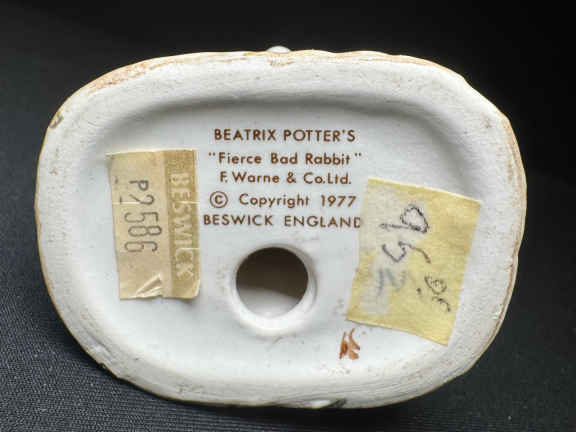 BEATRIX POTTER'S
"Fierce Bad Rabbit"
F. Warne & Co. Ltd.
© Copyright 1977
BESWICK ENGLAND
BESWICK
P2586